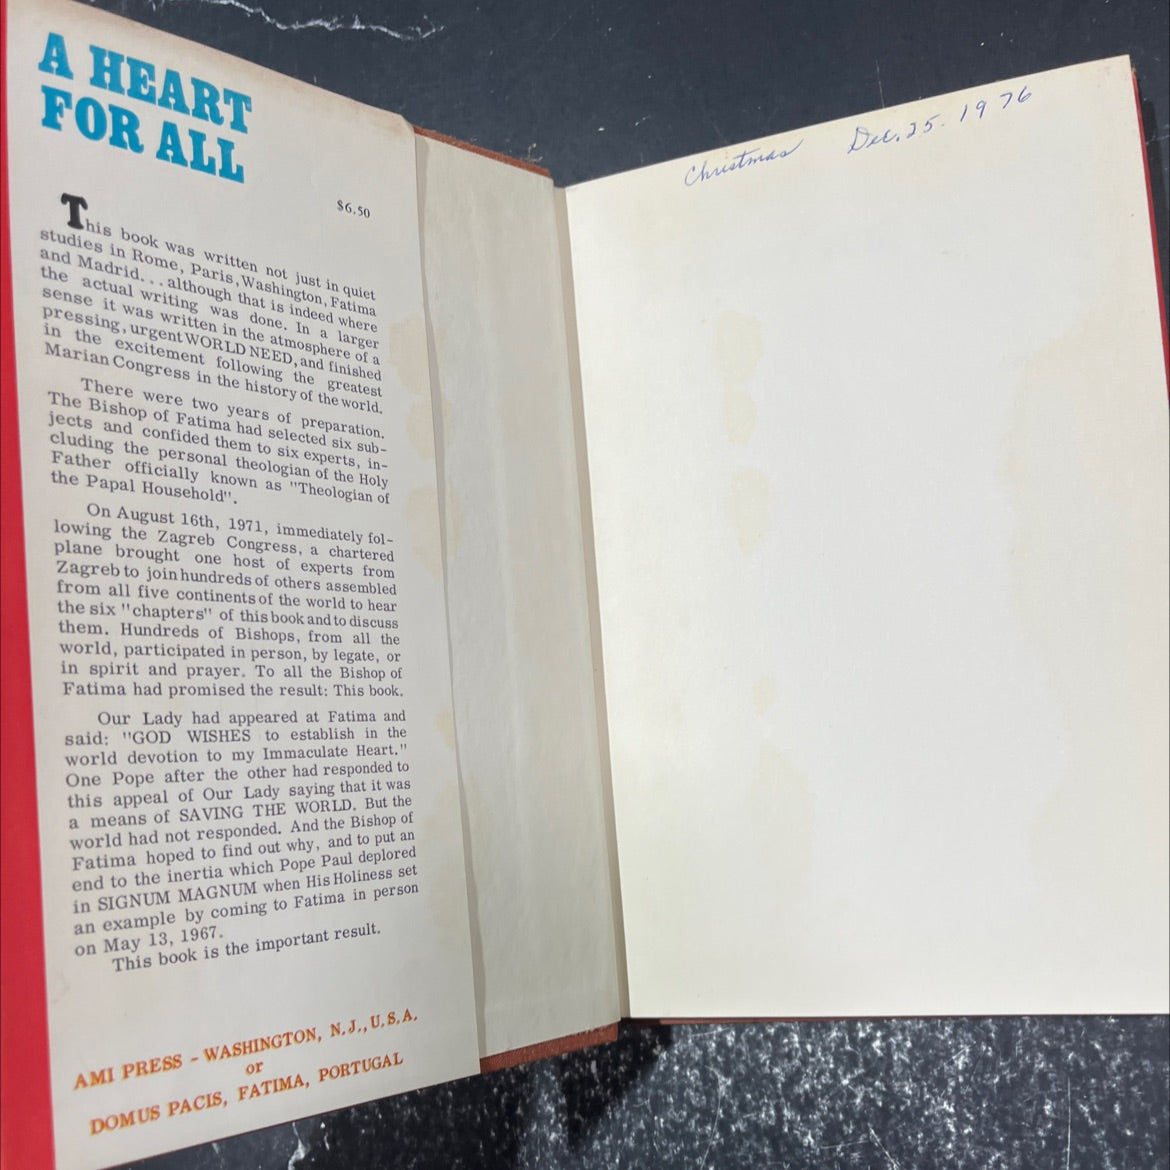 A HEART
FOR ALL
$6.50
This book was written not just in quiet
studies in Rome, Paris, Washington, Fatima
and Madrid... although that is indeed where
the actual writing was done. In a larger
sense it was written in the atmosphere of a
pressing, urgent WORLD NEED, and finished
in the excitement following the greatest
Marian Congress in the history of the world.
There were two years of preparation.
The Bishop of Fatima had selected six sub-
jects and confided them to six experts, in-
cluding the personal theologian of the Holy
Father officially known as "Theologian of
the Papal Household".
On August 16th, 1971, immediately fol-
lowing the Zagreb Congress, a chartered
plane brought one host of experts from
Zagreb to join hundreds of others assembled
from all five continents of the world to hear
the six "chapters" of this book and to discuss
them. Hundreds of Bishops, from all the
world, participated in person, by legate, or
in spirit and prayer. To all the Bishop of
Fatima had promised the result: This book.
Our Lady had appeared at Fatima and
said: "GOD WISHES to establish in the
world devotion to my Immaculate Heart."
One Pope after the other had responded to
this appeal of Our Lady saying that it was
a means of SAVING THE WORLD. But the
world had not responded. And the Bishop of
Fatima hoped to find out why, and to put an
end to the inertia which Pope Paul deplored
in SIGNUM MAGNUM when His Holiness set
an example by coming to Fatima in person
on May 13, 1967.
This book is the important result.
AMI PRESS - WASHINGTON, N.J., U.S.A.
or
DOMUS PACIS, FATIMA, PORTUGAL
Christmas Dec. 25. 1976